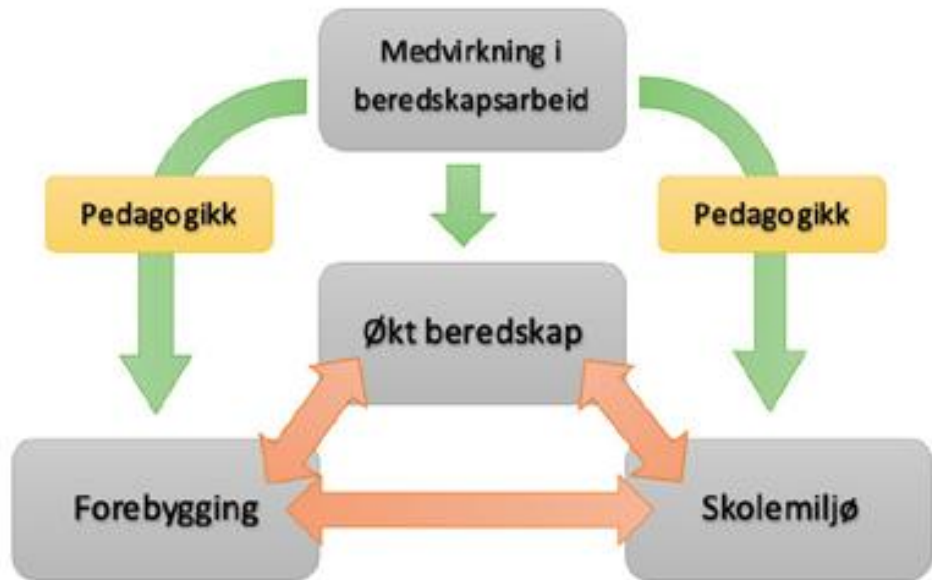 Medvirkning i
beredskapsarbeid
Pedagogikk
Pedagogikk
Økt beredskap
Forebygging
Skolemiljø